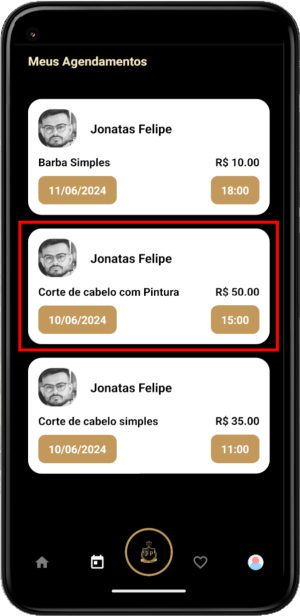 Meus Agendamentos
Jonatas Felipe
Barba Simples R$ 10.00
11/06/2024 18:00
Jonatas Felipe
Corte de cabelo com Pintura R$ 50.00
10/06/2024 15:00
Jonatas Felipe
Corte de cabelo simples R$ 35.00
10/06/2024 11:00